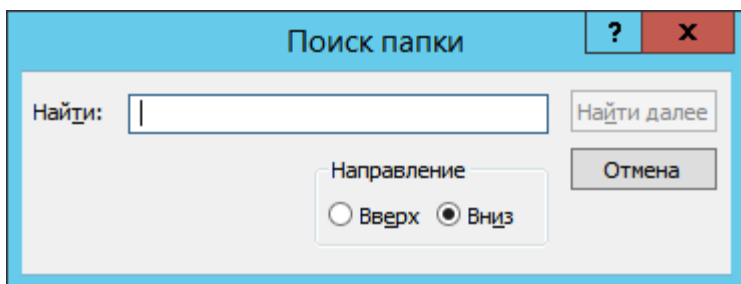 Поиск папки
? x
Найти:
Найти далее
Направление
Отмена
Вверх Вниз